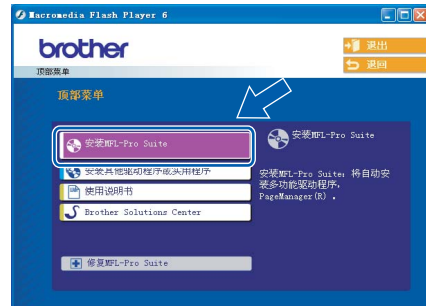 Macromedia Flash Player 6
brother
退出
返回
顶部菜单
顶部菜单
安装MFL-Pro Suite
安装其他驱动程序或实用程序
使用说明书
Brother Solutions Center
修复MFL-Pro Suite
安装MFL-Pro Suite
安装MFL-Pro Suite：将自动安
装多功能驱动程序，
PageManager(R) 。